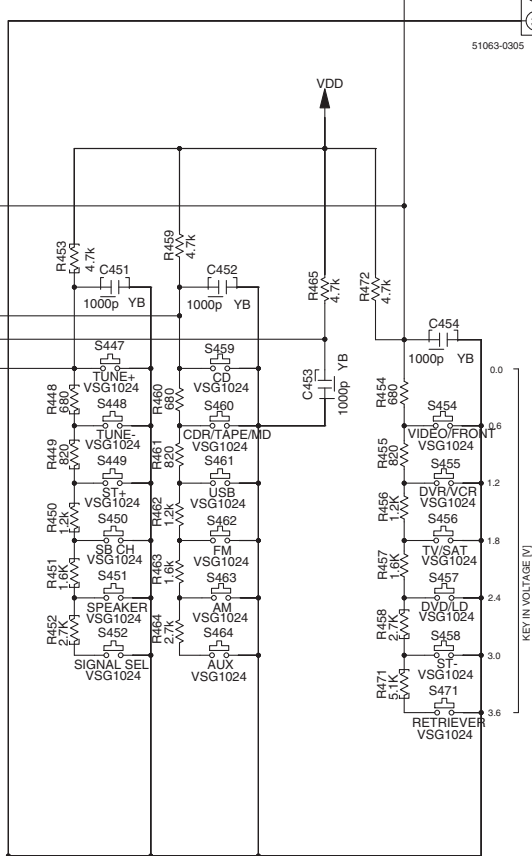 51063-0305
VDD
R453
4.7k
R459
4.7k
R465
4.7k
R472
4.7k
C451
1000p YB
C452
1000p YB
C453
1000p YB
C454
1000p YB
S447
TUNE+
VSG1024
R448
680
S448
TUNE-
VSG1024
R449
820
S449
ST+
VSG1024
R450
1.2k
S450
SB CH
VSG1024
R451
1.6K
S451
SPEAKER
VSG1024
R452
2.7K
S452
SIGNAL SEL
VSG1024
S459
CD
VSG1024
R460
680
S460
CDR/TAPE/MD
VSG1024
R461
820
S461
USB
VSG1024
R462
1.2k
S462
FM
VSG1024
R463
1.6k
S463
AM
VSG1024
R464
2.7k
S464
AUX
VSG1024
R454
680
S454
VIDEO/FRONT
VSG1024
R455
820
S455
DVR/VCR
VSG1024
R456
1.2K
S456
TV/SAT
VSG1024
R457
1.6K
S457
DVD/LD
VSG1024
R458
2.7K
S458
ST-
VSG1024
R471
5.1K
S471
RETRIEVER
VSG1024
0.0
0.6
1.2
1.8
2.4
3.0
3.6
KEY IN VOLTAGE [V]